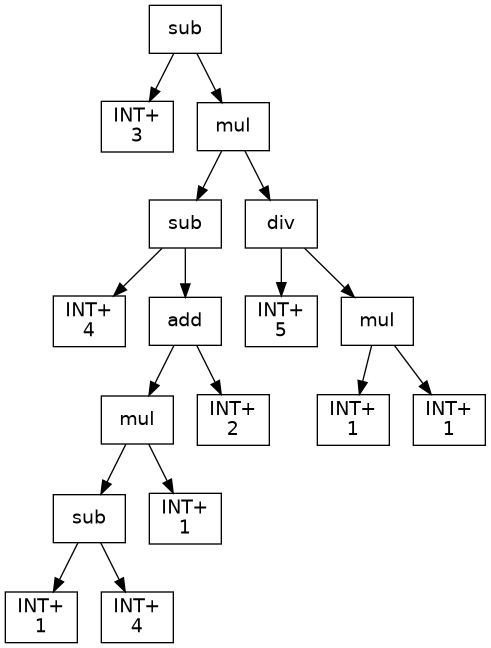 sub
INT+
3
mul
sub
div
INT+
4
add
INT+
5
mul
mul
INT+
2
INT+
1
INT+
1
sub
INT+
1
INT+
1
INT+
4